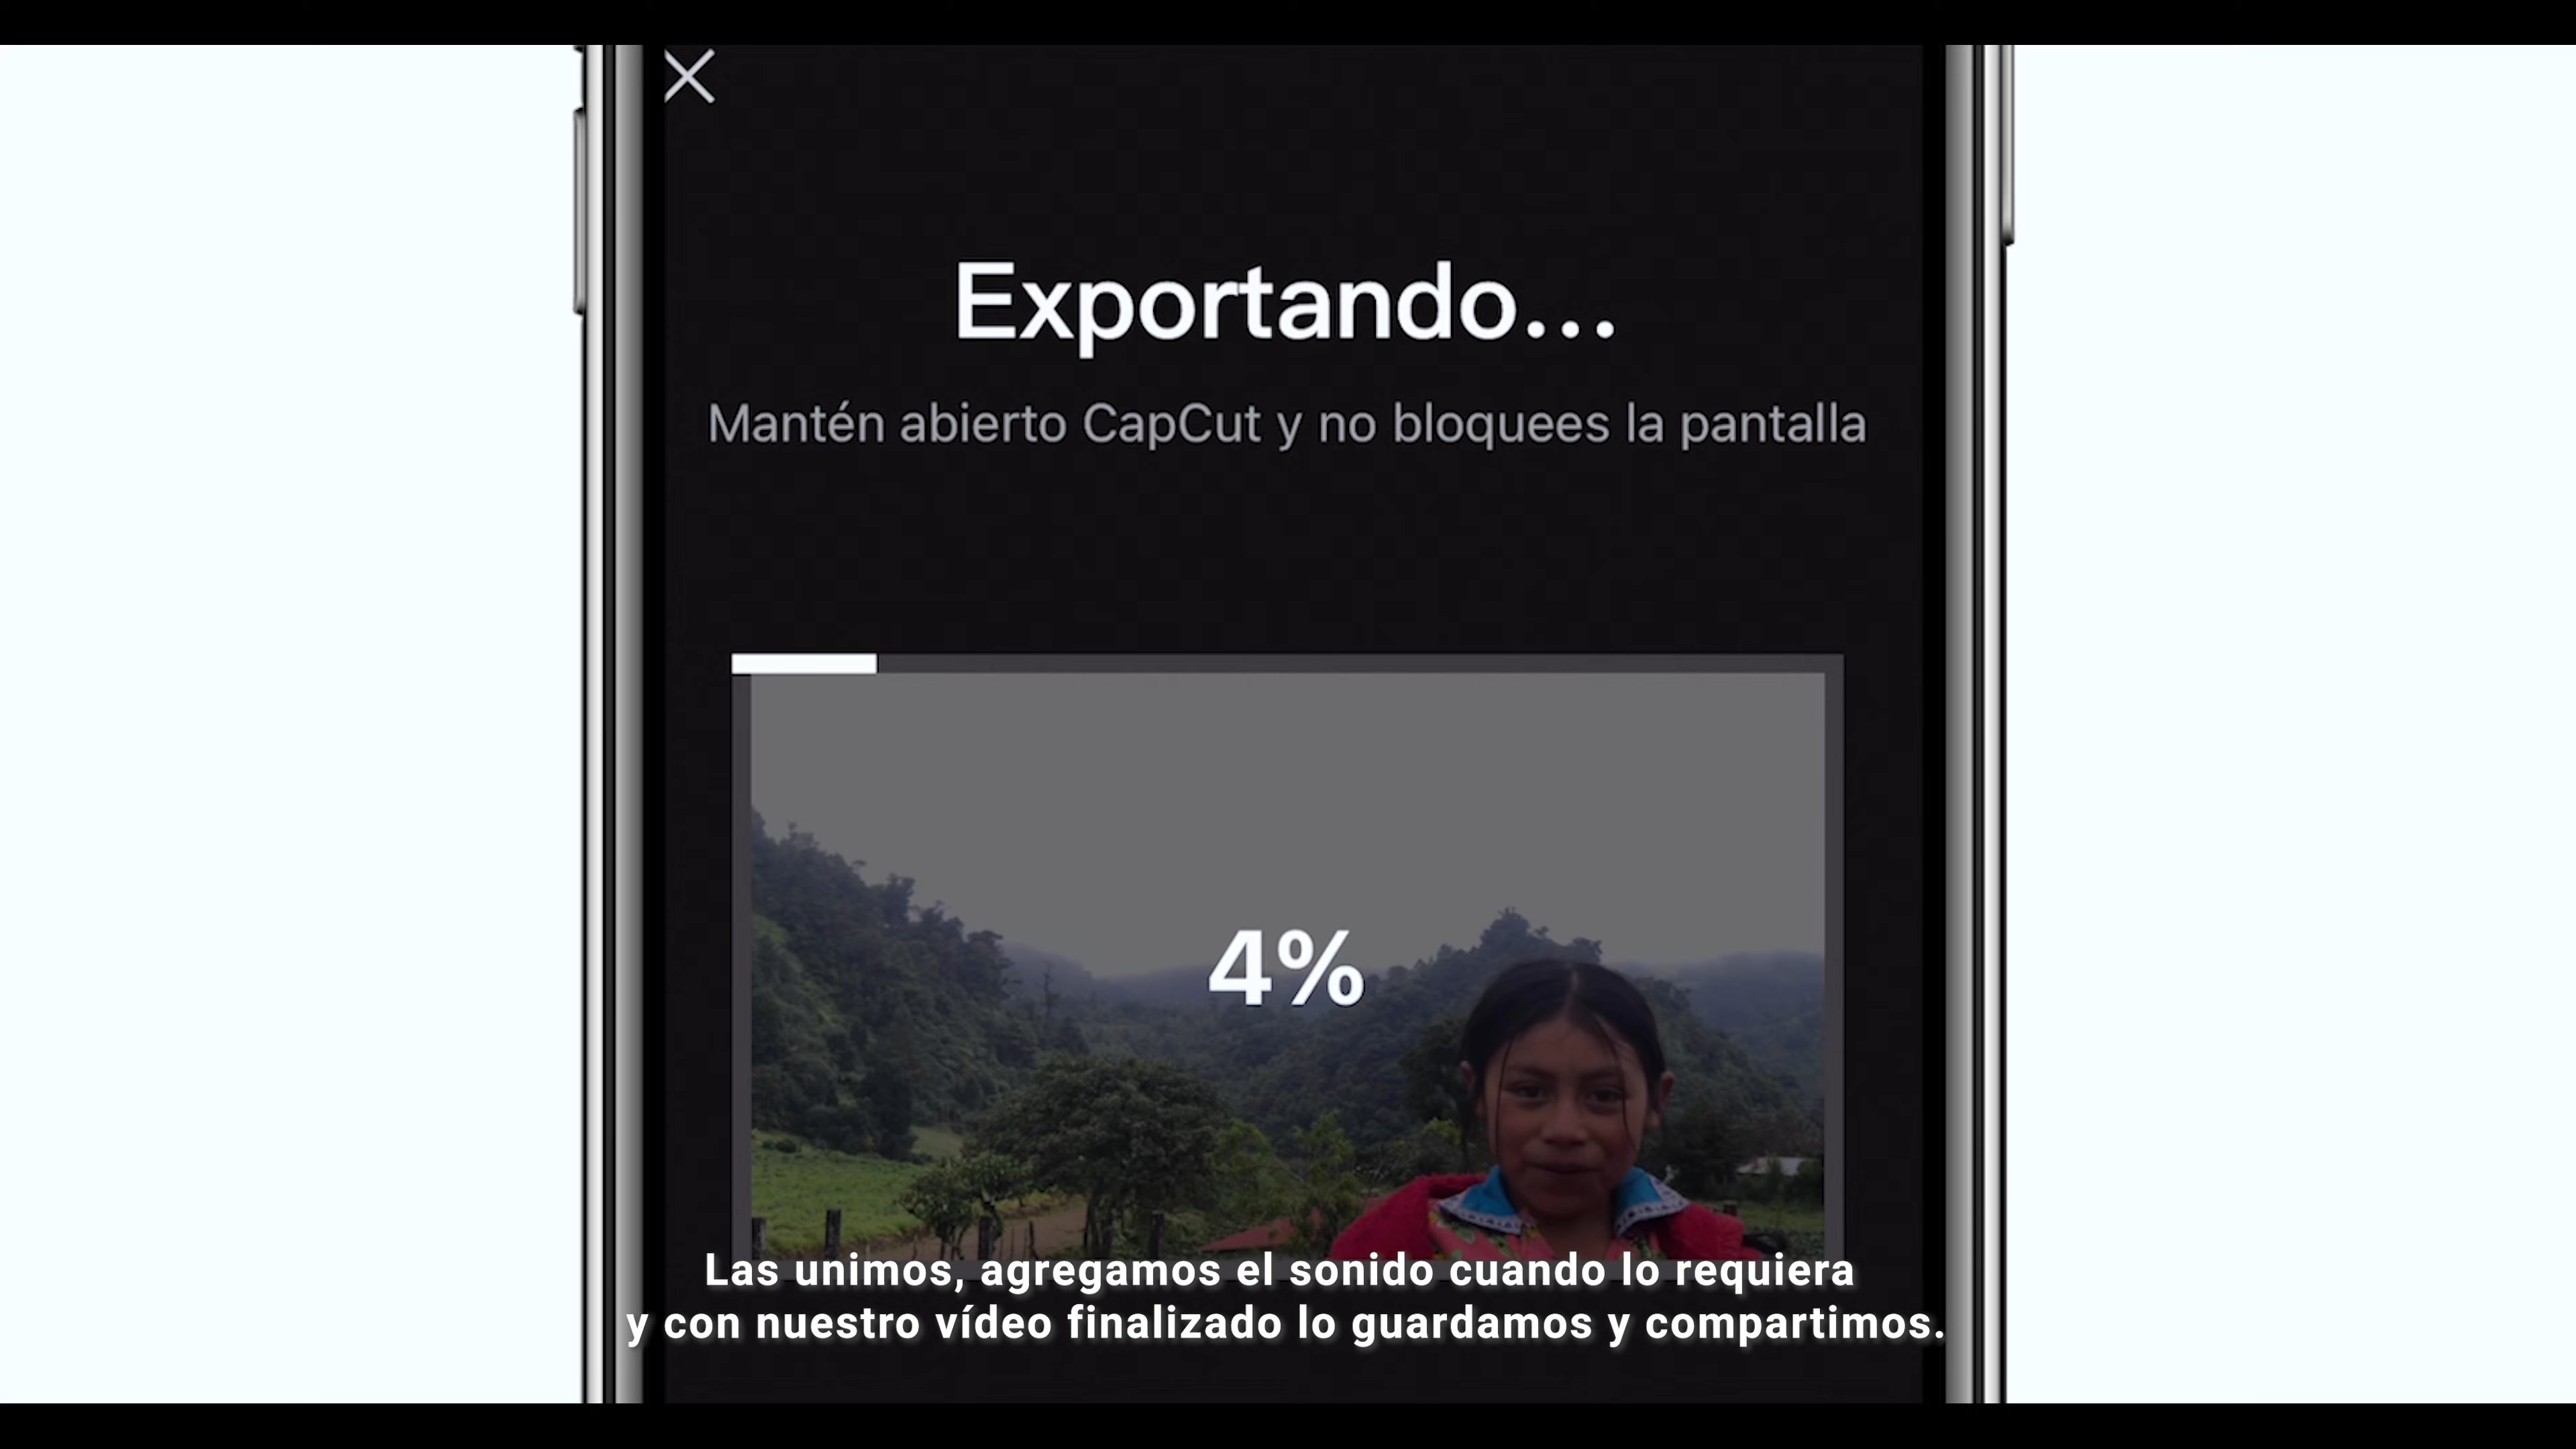 Exportando...
Mantén abierto CapCut y no bloquees la pantalla
4%
Las unimos, agregamos el sonido cuando lo requiera
y con nuestro vídeo finalizado lo guardamos y compartimos.